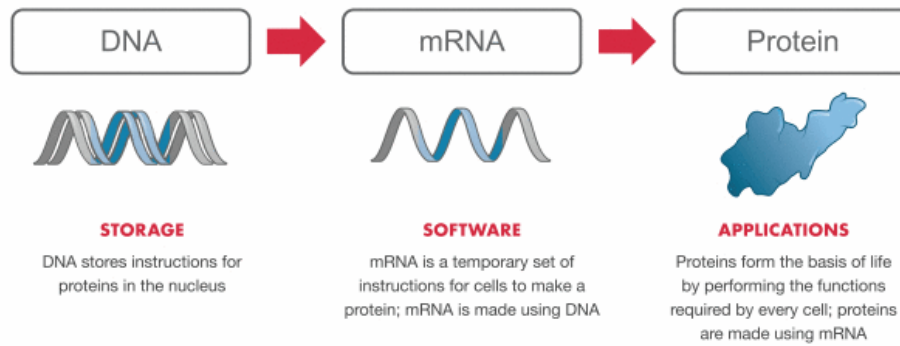 DNA
mRNA
Protein
STORAGE
DNA stores instructions for
proteins in the nucleus
SOFTWARE
mRNA is a temporary set of
instructions for cells to make a
protein; mRNA is made using DNA
APPLICATIONS
Proteins form the basis of life
by performing the functions
required by every cell; proteins
are made using mRNA